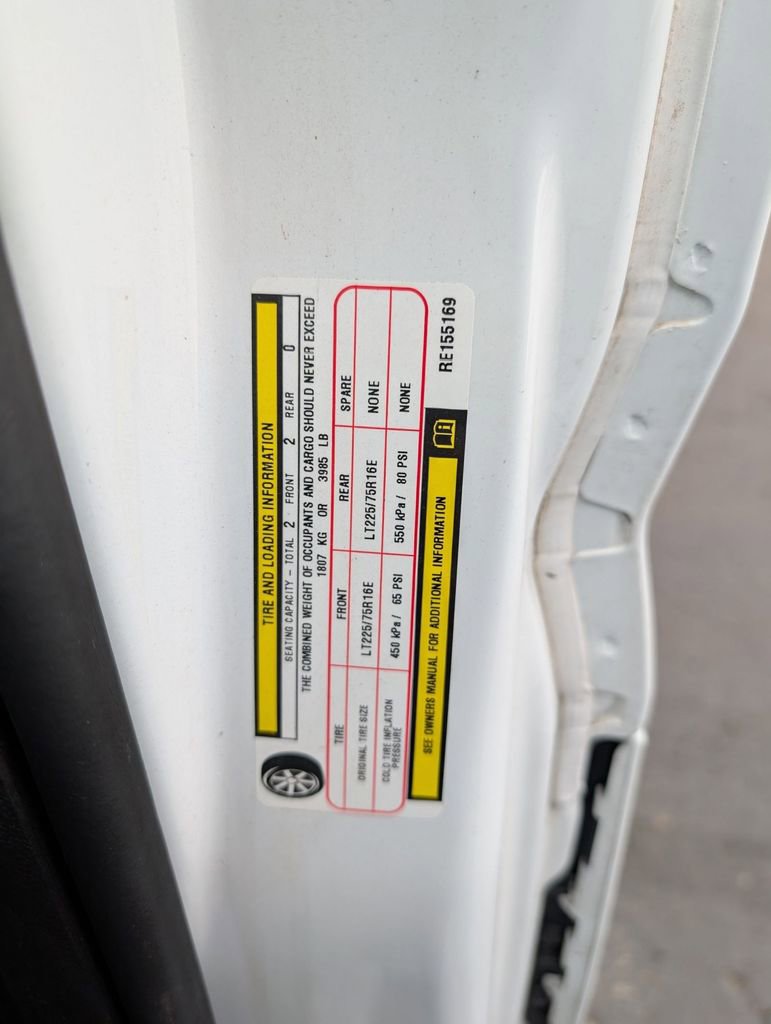 TIRE AND LOADING INFORMATION
SEATING CAPACITY – TOTAL 2 FRONT 2 REAR 0
THE COMBINED WEIGHT OF OCCUPANTS AND CARGO SHOULD NEVER EXCEED
1807 KG OR 3985 LB
TIRE FRONT REAR SPARE
ORIGINAL TIRE SIZE LT225/75R16E LT225/75R16E NONE
COLD TIRE INFLATION PRESSURE 450 kPa / 65 PSI 550 kPa / 80 PSI NONE
SEE OWNERS MANUAL FOR ADDITIONAL INFORMATION
RE155169